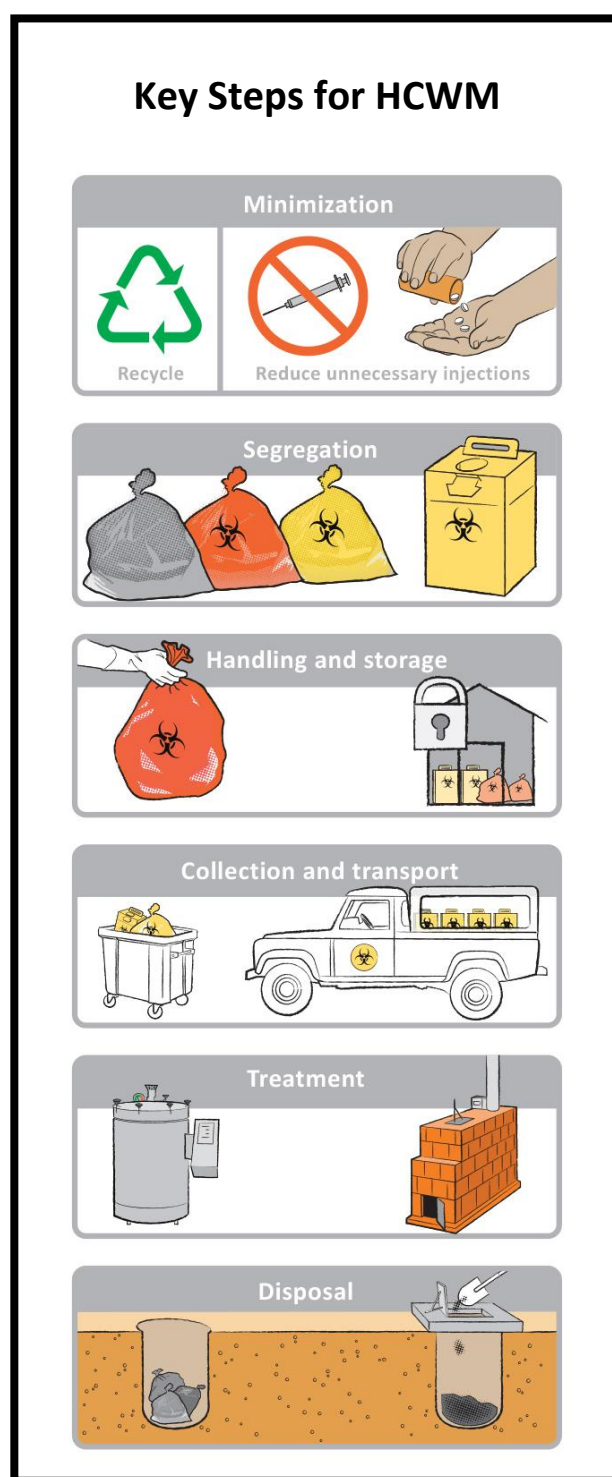 Key Steps for HCWM
Minimization
Recycle
Reduce unnecessary injections
Segregation
Handling and storage
Collection and transport
Treatment
Disposal